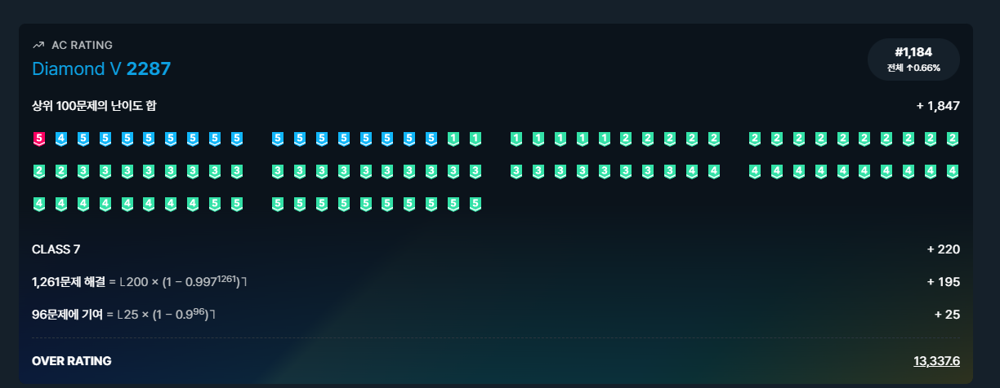 AC RATING
Diamond V 2287
#1,184
전체 ↑0.66%
상위 100문제의 난이도 합 + 1,847
5 4 5 5 5 5 5 5 5 5 5 5 5 5 5 5 5 5 1 1 1 1 1 1 1 2 2 2 2 2 2 2 2 2 2 2 2 2 2 2
2 2 3 3 3 3 3 3 3 3 3 3 3 3 3 3 3 3 3 3 3 3 3 3 3 3 3 3 4 4 4 4 4 4 4 4 4 4 4 4
4 4 4 4 4 4 4 4 5 5 5 5 5 5 5 5 5 5 5 5
CLASS 7 + 220
1,261문제 해결 = ⌊200 × (1 − 0.997^1261)⌉ + 195
96문제에 기여 = ⌊25 × (1 − 0.9^96)⌉ + 25
OVER RATING 13,337.6